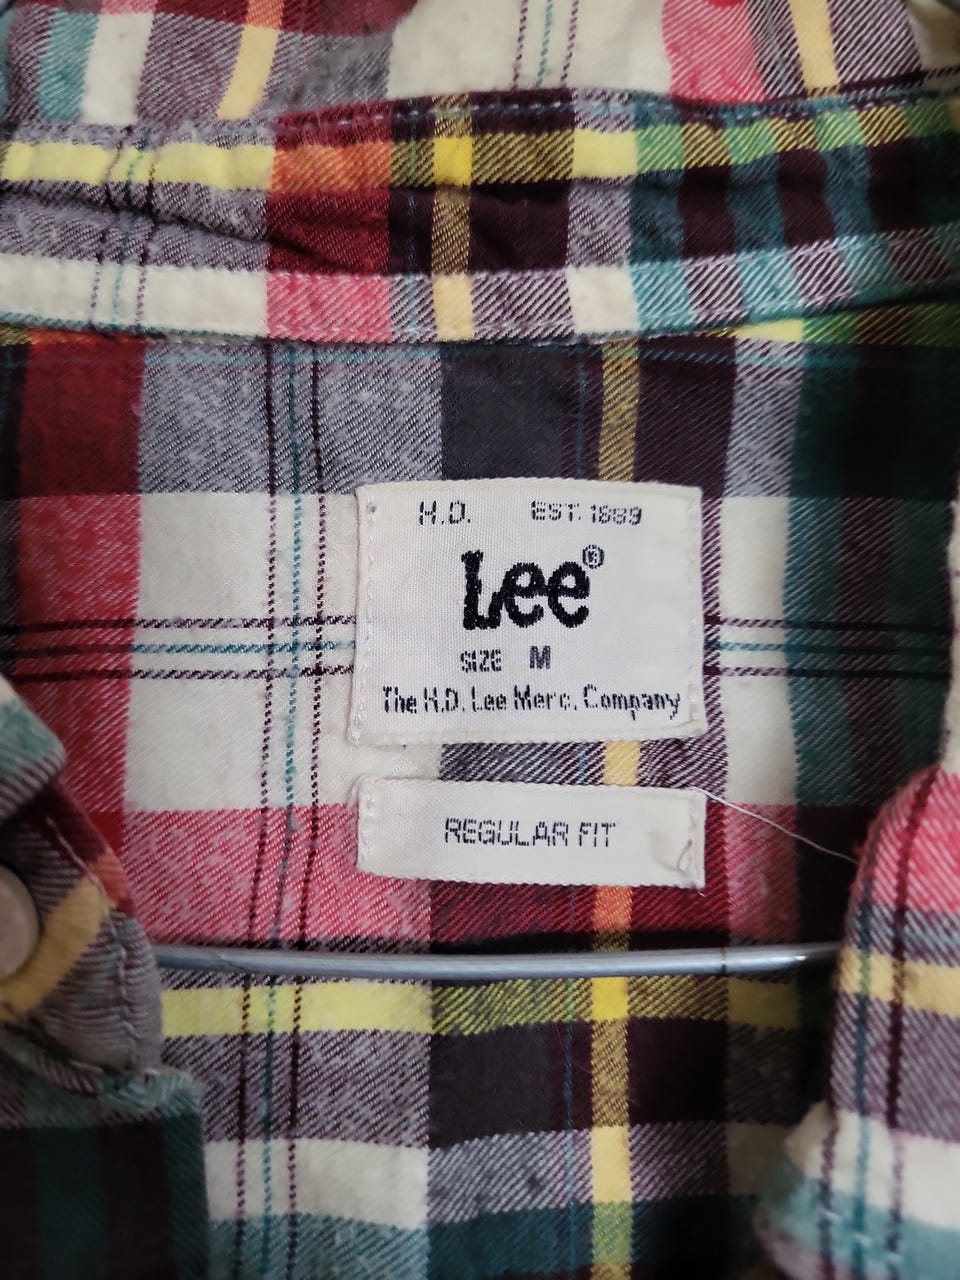 H.D. EST. 1889
Lee®
SIZE M
The H.D. Lee Merc. Company
REGULAR FIT